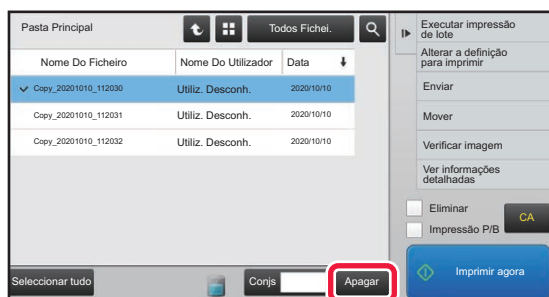 Pasta Principal
Todos Fichei.
Nome Do Ficheiro
Nome Do Utilizador
Data
Copy_20201010_112030
Utiliz. Desconh.
2020/10/10
Copy_20201010_112031
Utiliz. Desconh.
2020/10/10
Copy_20201010_112032
Utiliz. Desconh.
2020/10/10
Seleccionar tudo
Conjs
Apagar
Executar impressão
de lote
Alterar a definição
para imprimir
Enviar
Mover
Verificar imagem
Ver informações
detalhadas
Eliminar
Impressão P/B
CA
Imprimir agora